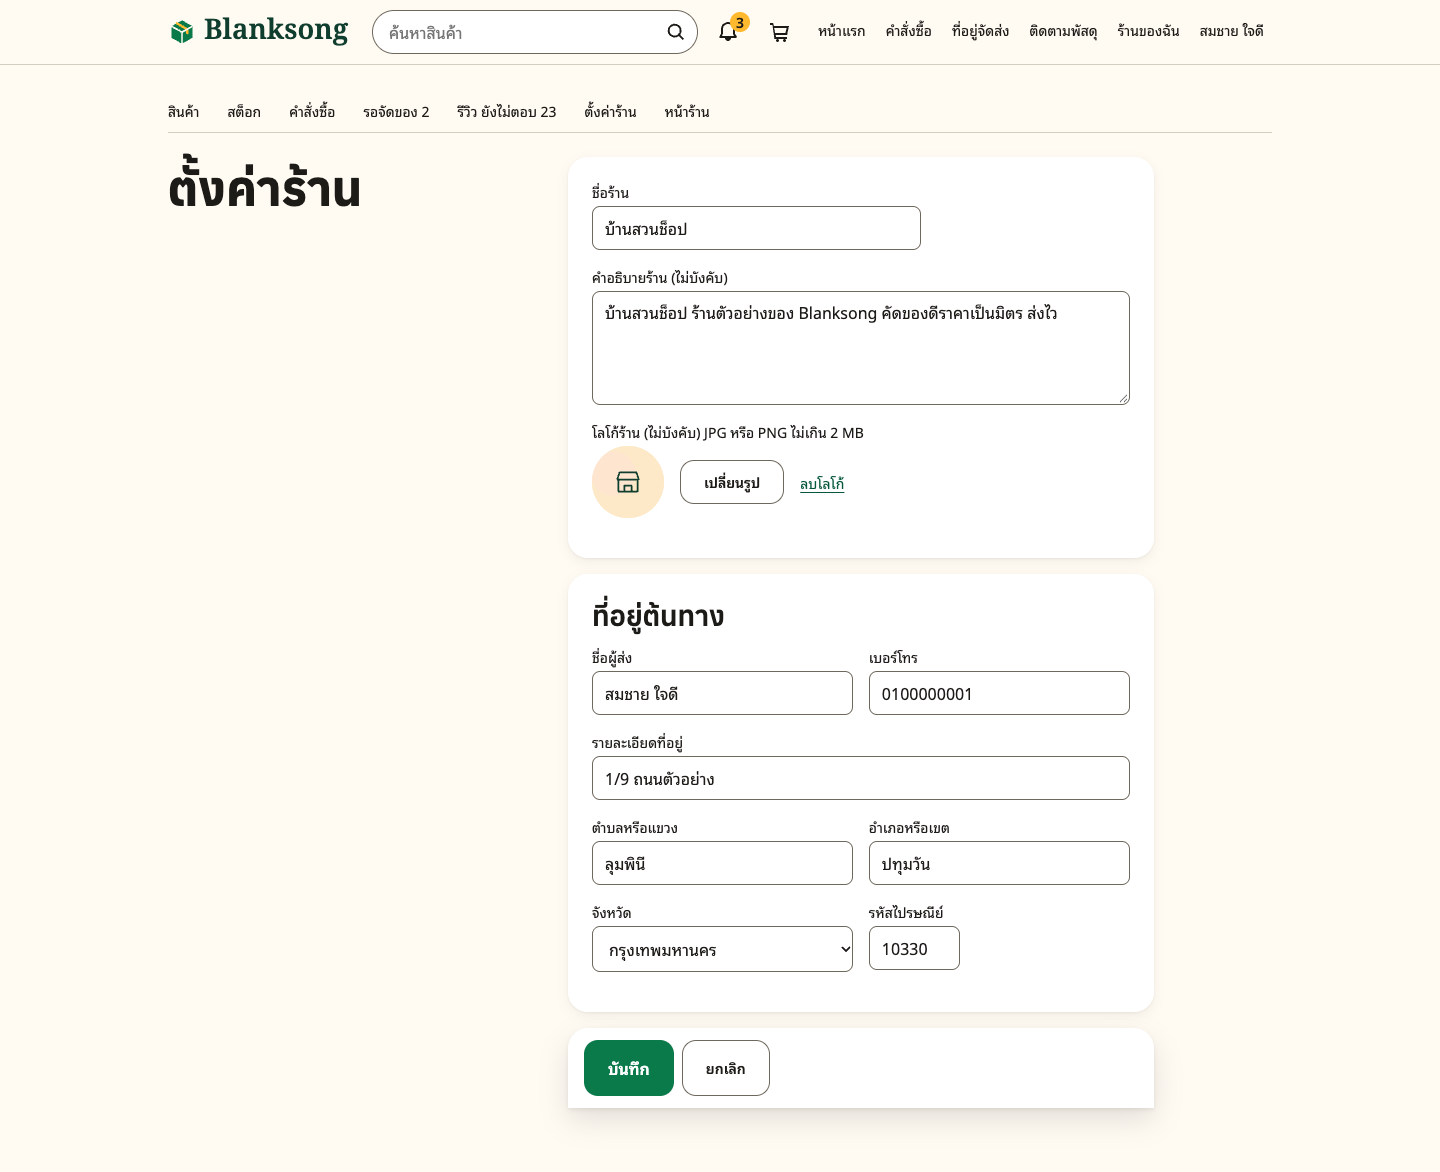 Blanksong
ค้นหาสินค้า
3
หน้าแรก
คำสั่งซื้อ
ที่อยู่จัดส่ง
ติดตามพัสดุ
ร้านของฉัน
สมชาย ใจดี
สินค้า
สต็อก
คำสั่งซื้อ
รอจัดของ 2
รีวิว ยังไม่ตอบ 23
ตั้งค่าร้าน
หน้าร้าน
ตั้งค่าร้าน
ชื่อร้าน
บ้านสวนช็อป
คำอธิบายร้าน (ไม่บังคับ)
บ้านสวนช็อป ร้านตัวอย่างของ Blanksong คัดของดีราคาเป็นมิตร ส่งไว
โลโก้ร้าน (ไม่บังคับ) JPG หรือ PNG ไม่เกิน 2 MB
เปลี่ยนรูป
ลบโลโก้
ที่อยู่ต้นทาง
ชื่อผู้ส่ง
เบอร์โทร
สมชาย ใจดี
0100000001
รายละเอียดที่อยู่
1/9 ถนนตัวอย่าง
ตำบลหรือแขวง
อำเภอหรือเขต
ลุมพินี
ปทุมวัน
จังหวัด
รหัสไปรษณีย์
กรุงเทพมหานคร
10330
บันทึก
ยกเลิก